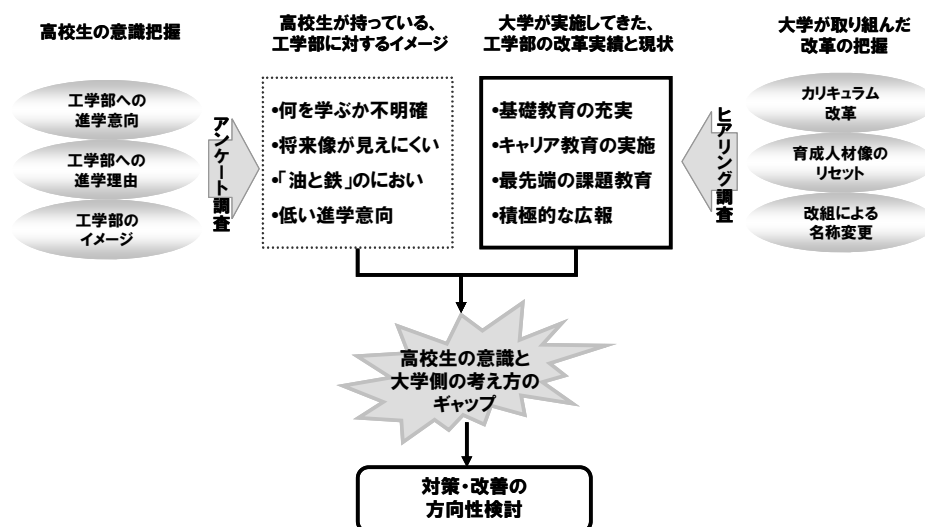 高校生の意識把握
工学部への
進学意向
工学部への
進学理由
工学部の
イメージ
アンケート調査
高校生が持っている、
工学部に対するイメージ
•何を学ぶか不明確
•将来像が見えにくい
•「油と鉄」のにおい
•低い進学意向
大学が実施してきた、
工学部の改革実績と現状
•基礎教育の充実
•キャリア教育の実施
•最先端の課題教育
•積極的な広報
ヒアリング調査
大学が取り組んだ
改革の把握
カリキュラム
改革
育成人材像の
リセット
改組による
名称変更
高校生の意識と
大学側の考え方の
ギャップ
対策・改善の
方向性検討